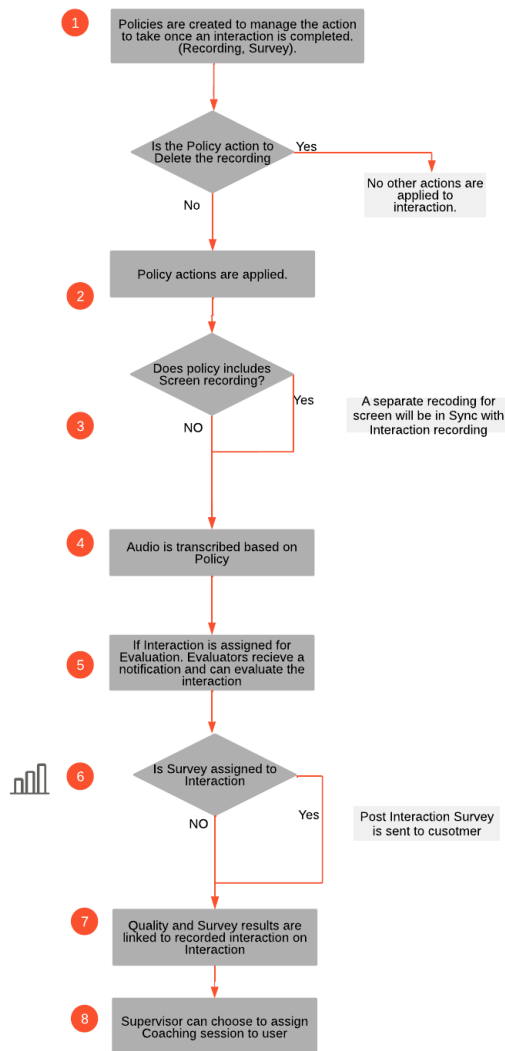 1
Policies are created to manage the action
to take once an interaction is completed.
(Recording, Survey).
Is the Policy action to
Delete the recording
Yes
No other actions are
applied to
interaction.
No
2
Policy actions are applied.
Does policy includes
Screen recording?
Yes
A separate recoding for
screen will be in Sync with
Interaction recording
3
NO
4
Audio is transcribed based on
Policy
5
If Interaction is assigned for
Evaluation. Evaluators recieve a
notification and can evaluate the
interaction
6
Is Survey assigned to
Interaction
Yes
Post Interaction Survey
is sent to cusotmer
NO
7
Quality and Survey results are
linked to recorded interaction on
Interaction
8
Supervisor can choose to assign
Coaching session to user